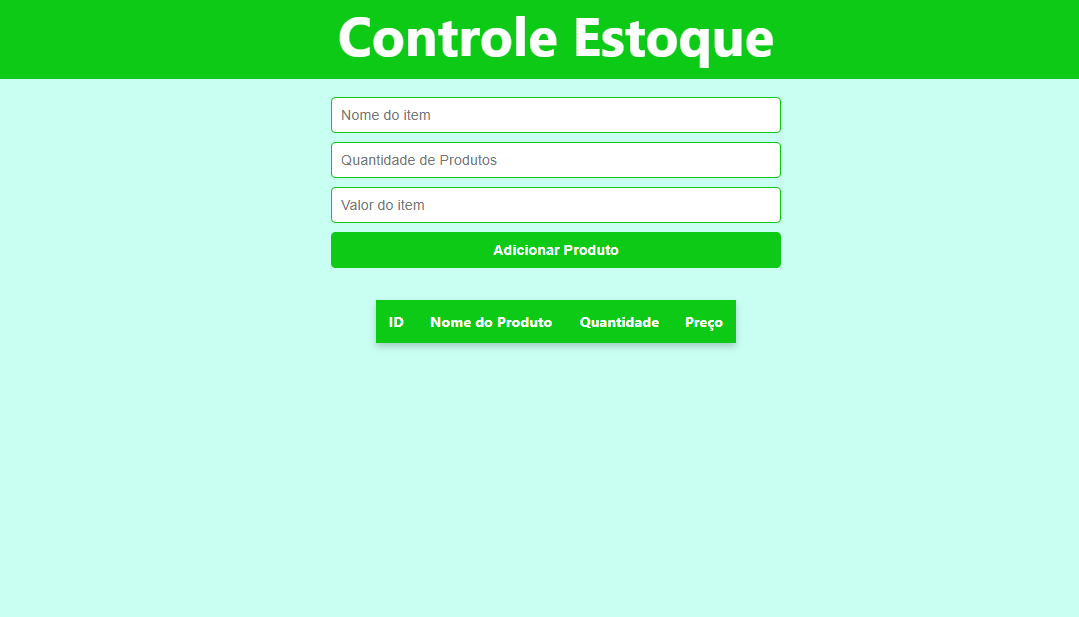 Controle Estoque
Nome do item
Quantidade de Produtos
Valor do item
Adicionar Produto
ID Nome do Produto Quantidade Preço